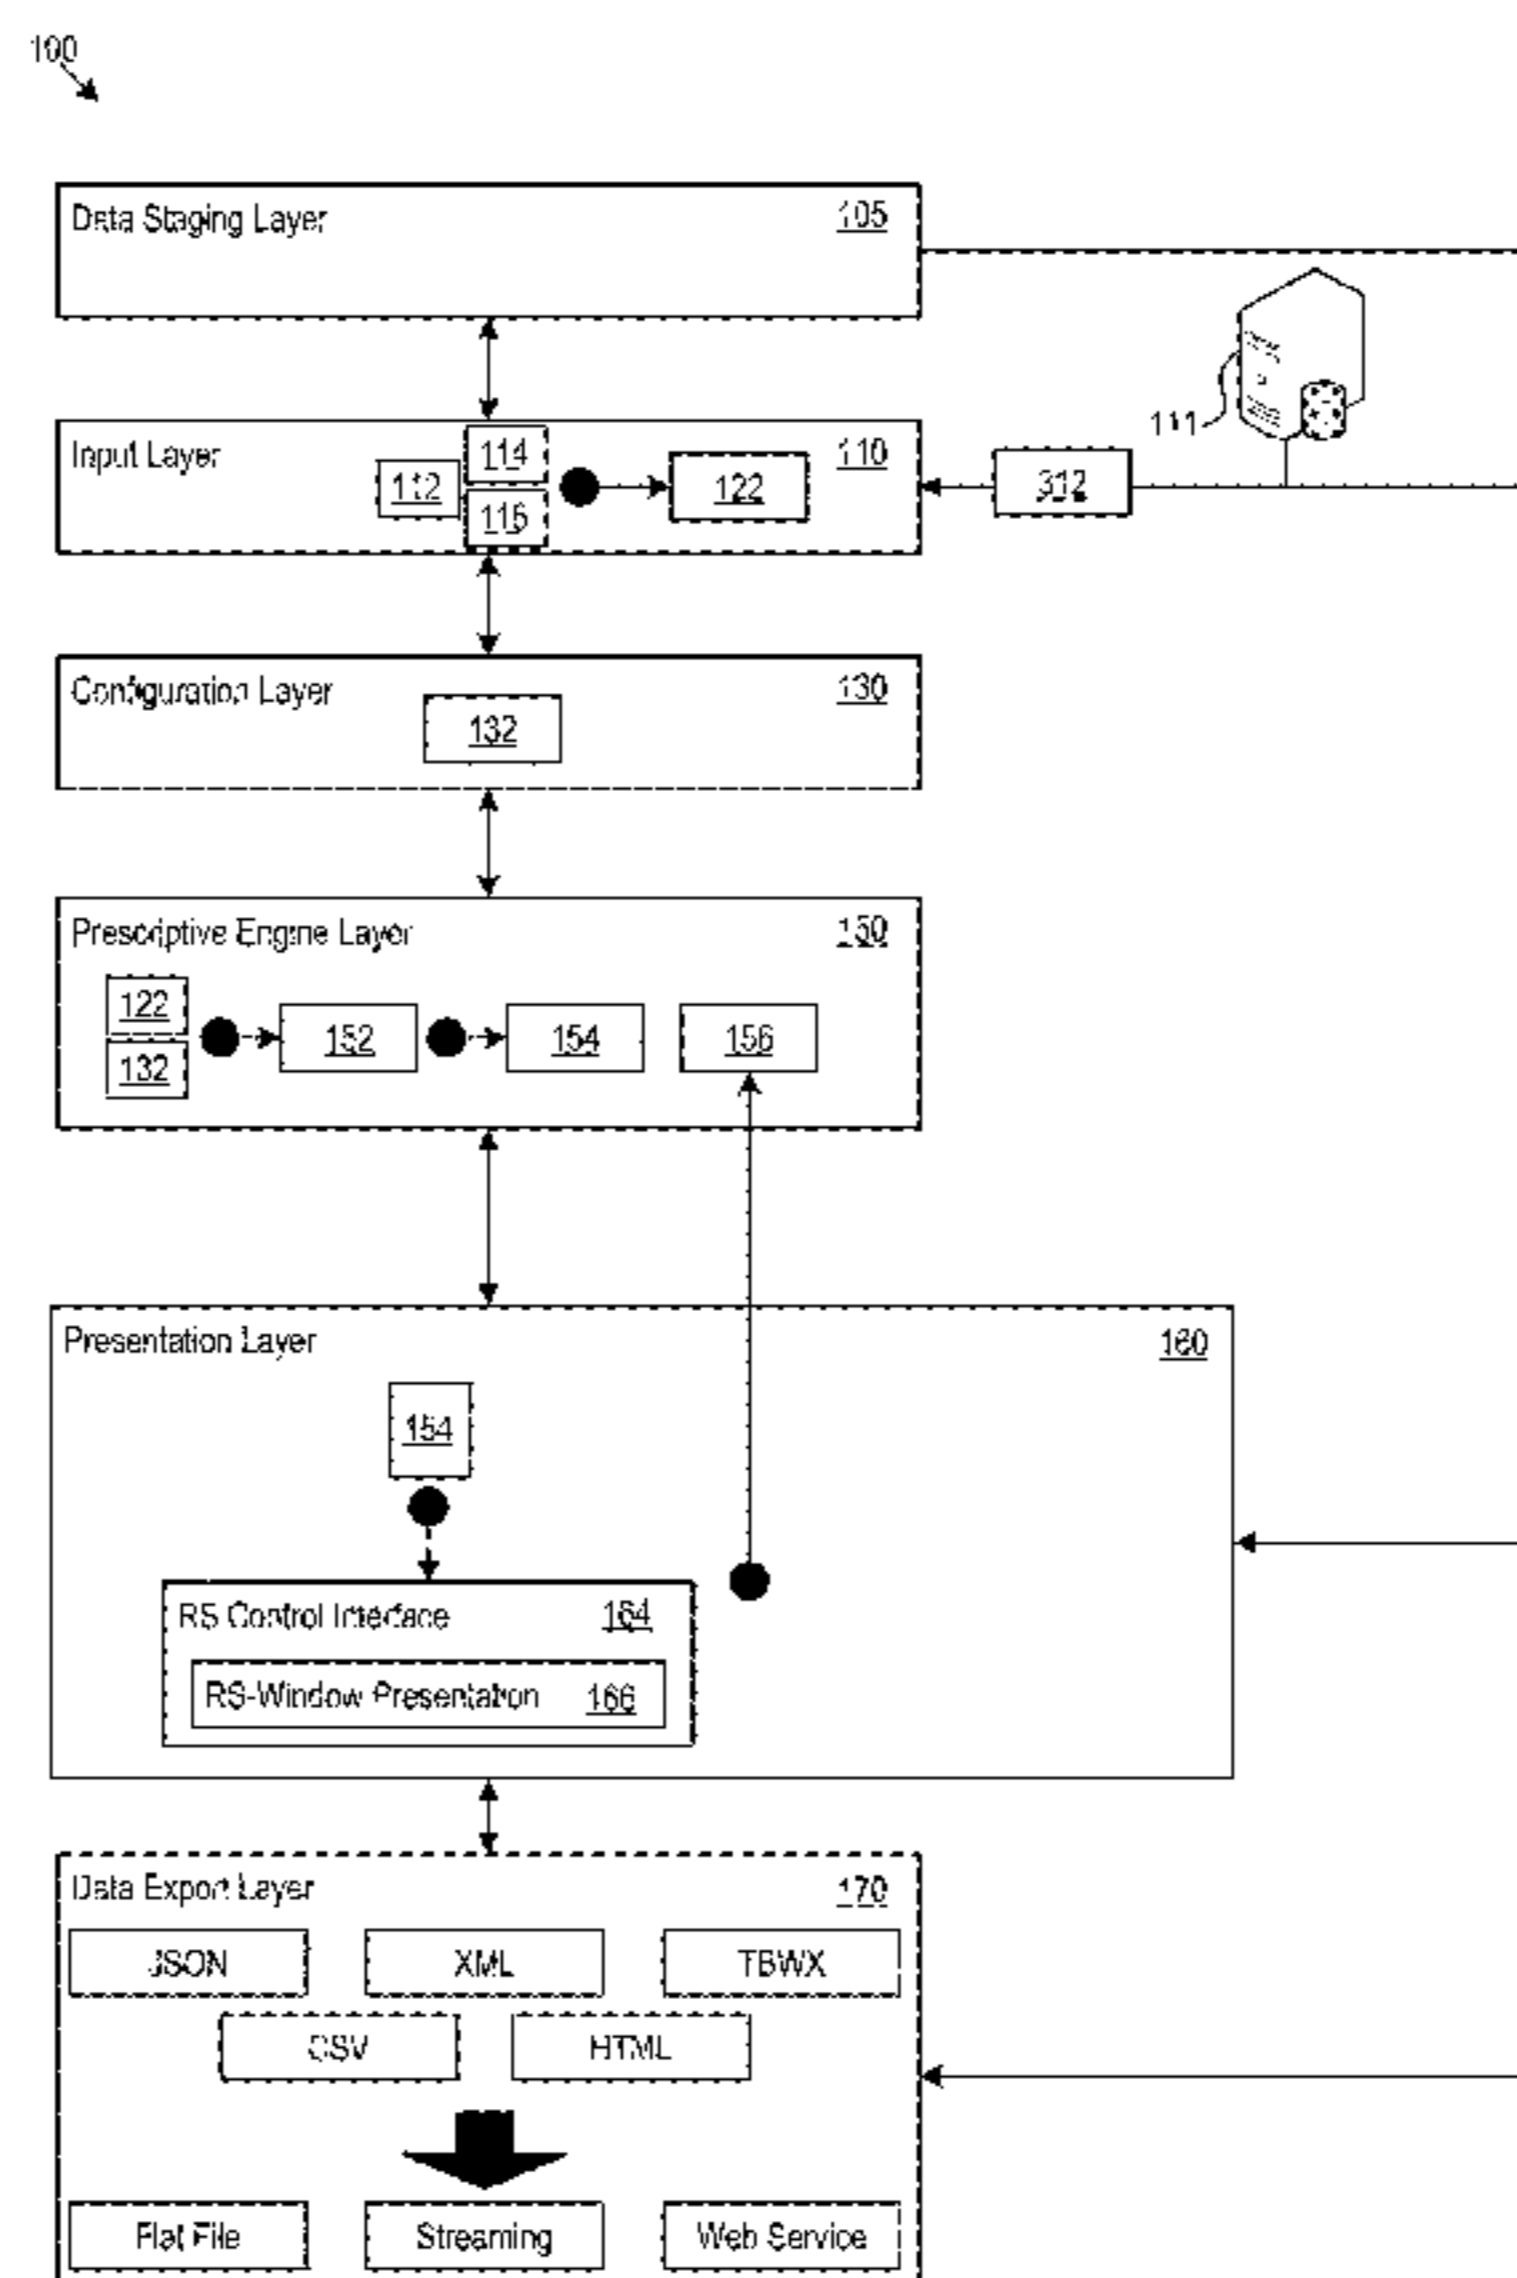 100
Data Staging Layer 105
111
Input Layer 112 114 116 122 110 312
Configuration Layer 132 130
Prescriptive Engine Layer 150
122
132 152 154 156
Presentation Layer 160
154
RS Control Interface 164
RS-Window Presentation 166
Data Export Layer 170
JSON XML TBWX
CSV HTML
Flat File Streaming Web Service